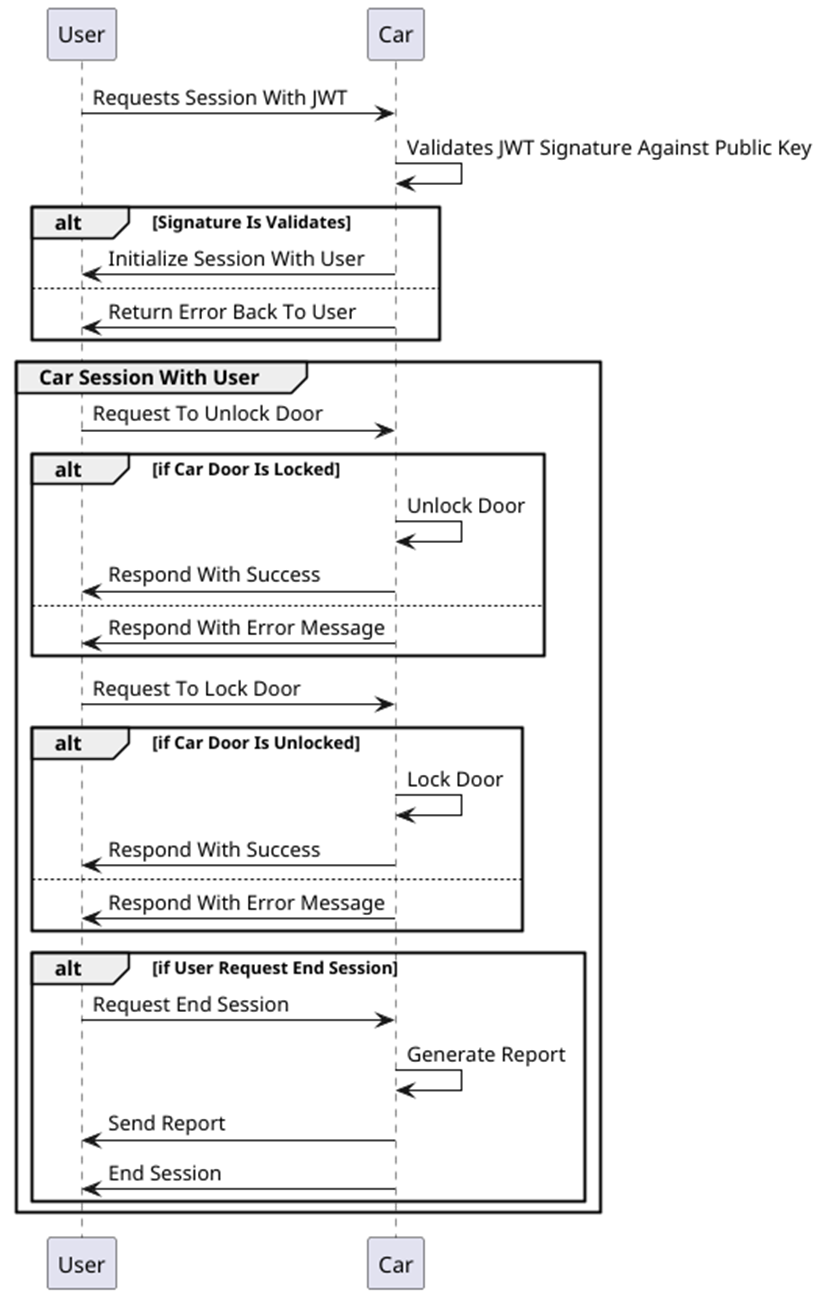 User Car
Requests Session With JWT
Validates JWT Signature Against Public Key
alt [Signature Is Validates]
Initialize Session With User
Return Error Back To User
Car Session With User
Request To Unlock Door
alt [if Car Door Is Locked]
Unlock Door
Respond With Success
Respond With Error Message
Request To Lock Door
alt [if Car Door Is Unlocked]
Lock Door
Respond With Success
Respond With Error Message
alt [if User Request End Session]
Request End Session
Generate Report
Send Report
End Session
User Car